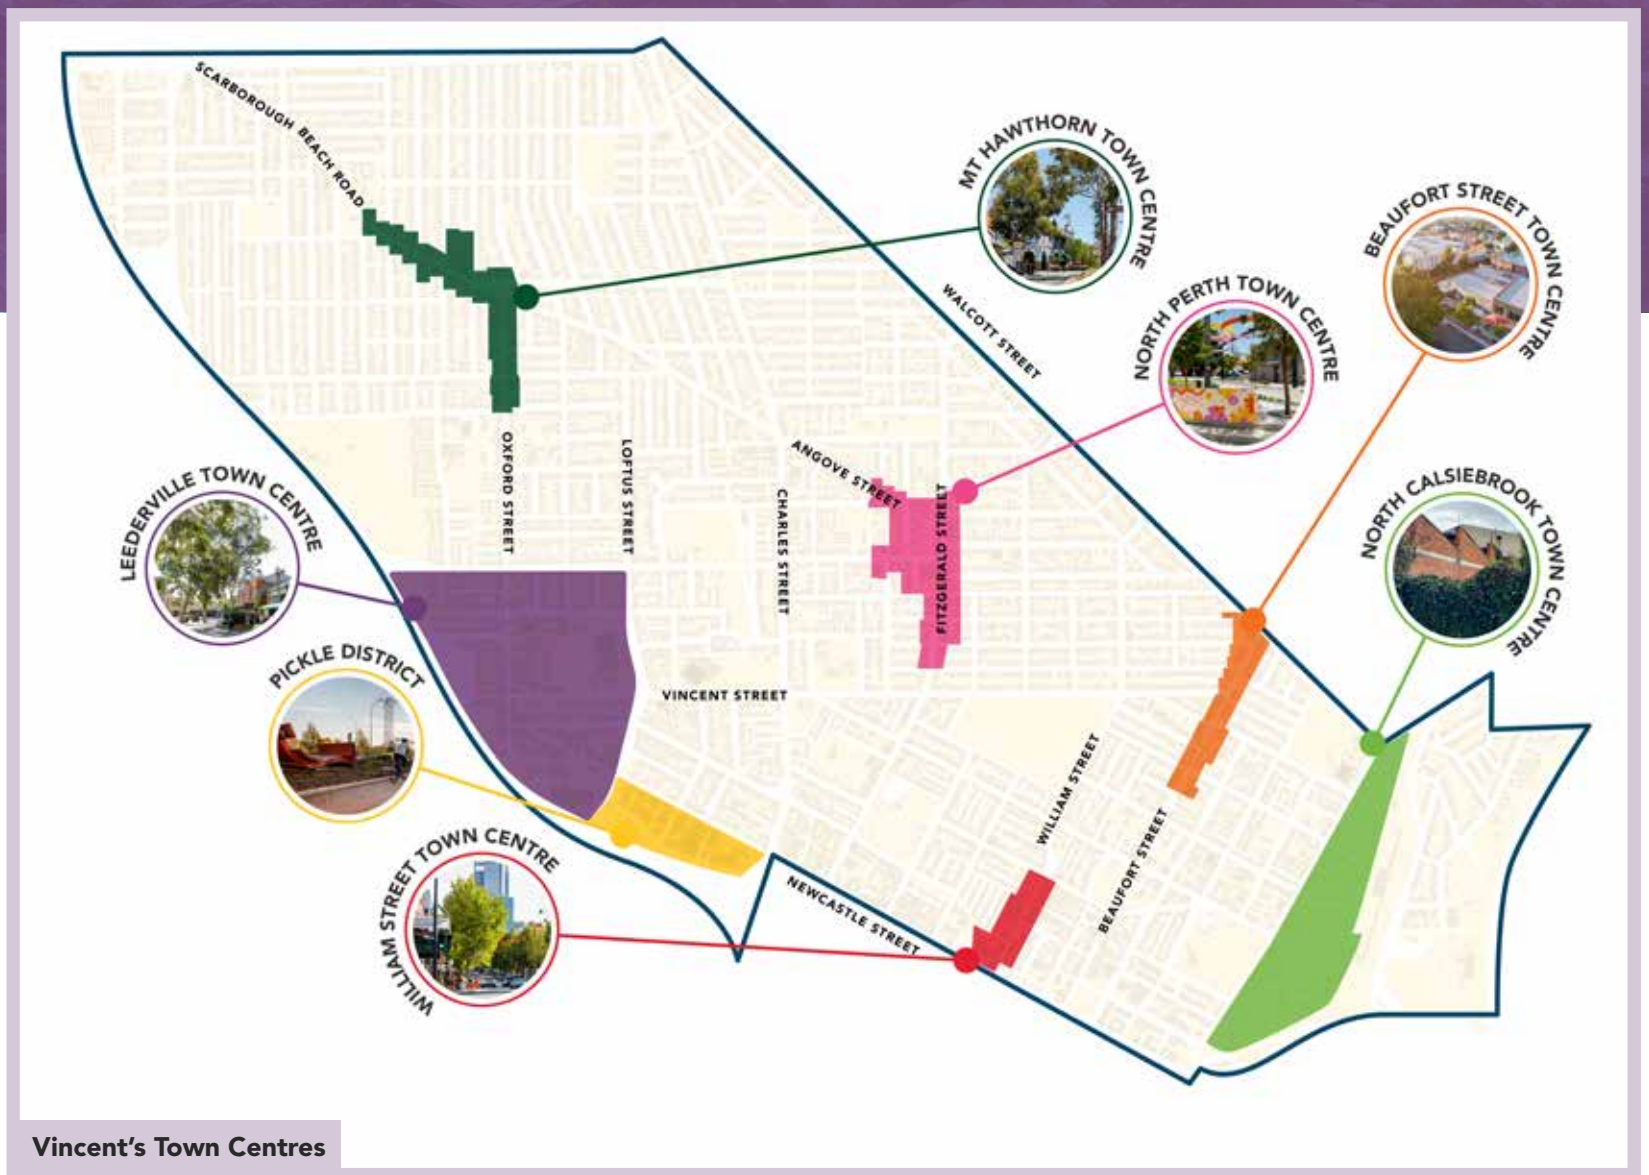 SCARBOROUGH BEACH ROAD
MT HAWTHORN TOWN CENTRE
BEAUFORT STREET TOWN CENTRE
WALCOTT STREET
NORTH PERTH TOWN CENTRE
OXFORD STREET
LOFTUS STREET
CHARLES STREET
ANGOVE STREET
FITZGERALD STREET
NORTH CALSIEBROOK TOWN CENTRE
LEEDERVILLE TOWN CENTRE
PICKLE DISTRICT
VINCENT STREET
WILLIAM STREET
BEAUFORT STREET
WILLIAM STREET TOWN CENTRE
NEWCASTLE STREET
Vincent's Town Centres